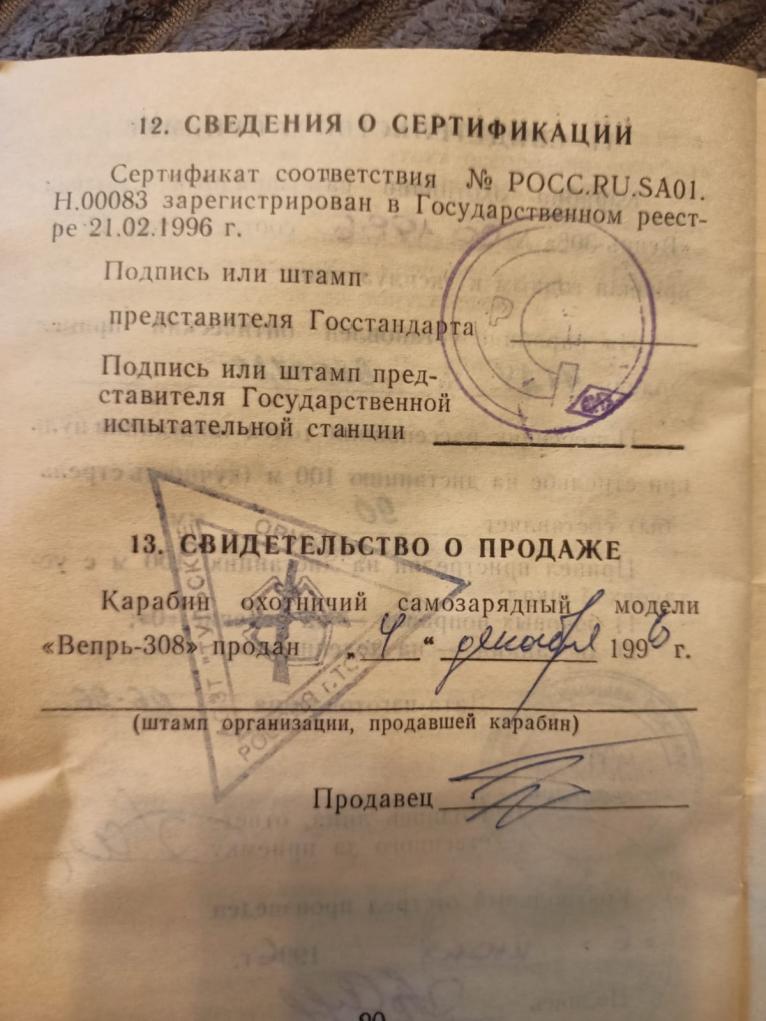 12. СВЕДЕНИЯ О СЕРТИФИКАЦИИ
Сертификат соответствия № РОСС.RU.SA01.
Н.00083 зарегистрирован в Государственном реест-
ре 21.02.1996 г.
Подпись или штамп
представителя Госстандарта
Подпись или штамп пред-
ставителя Государственной
испытательной станции
13. СВИДЕТЕЛЬСТВО О ПРОДАЖЕ
Карабин охотничий самозарядный модели
«Вепрь-308» продан „4“ декабря 1996 г.
(штамп организации, продавшей карабин)
Продавец